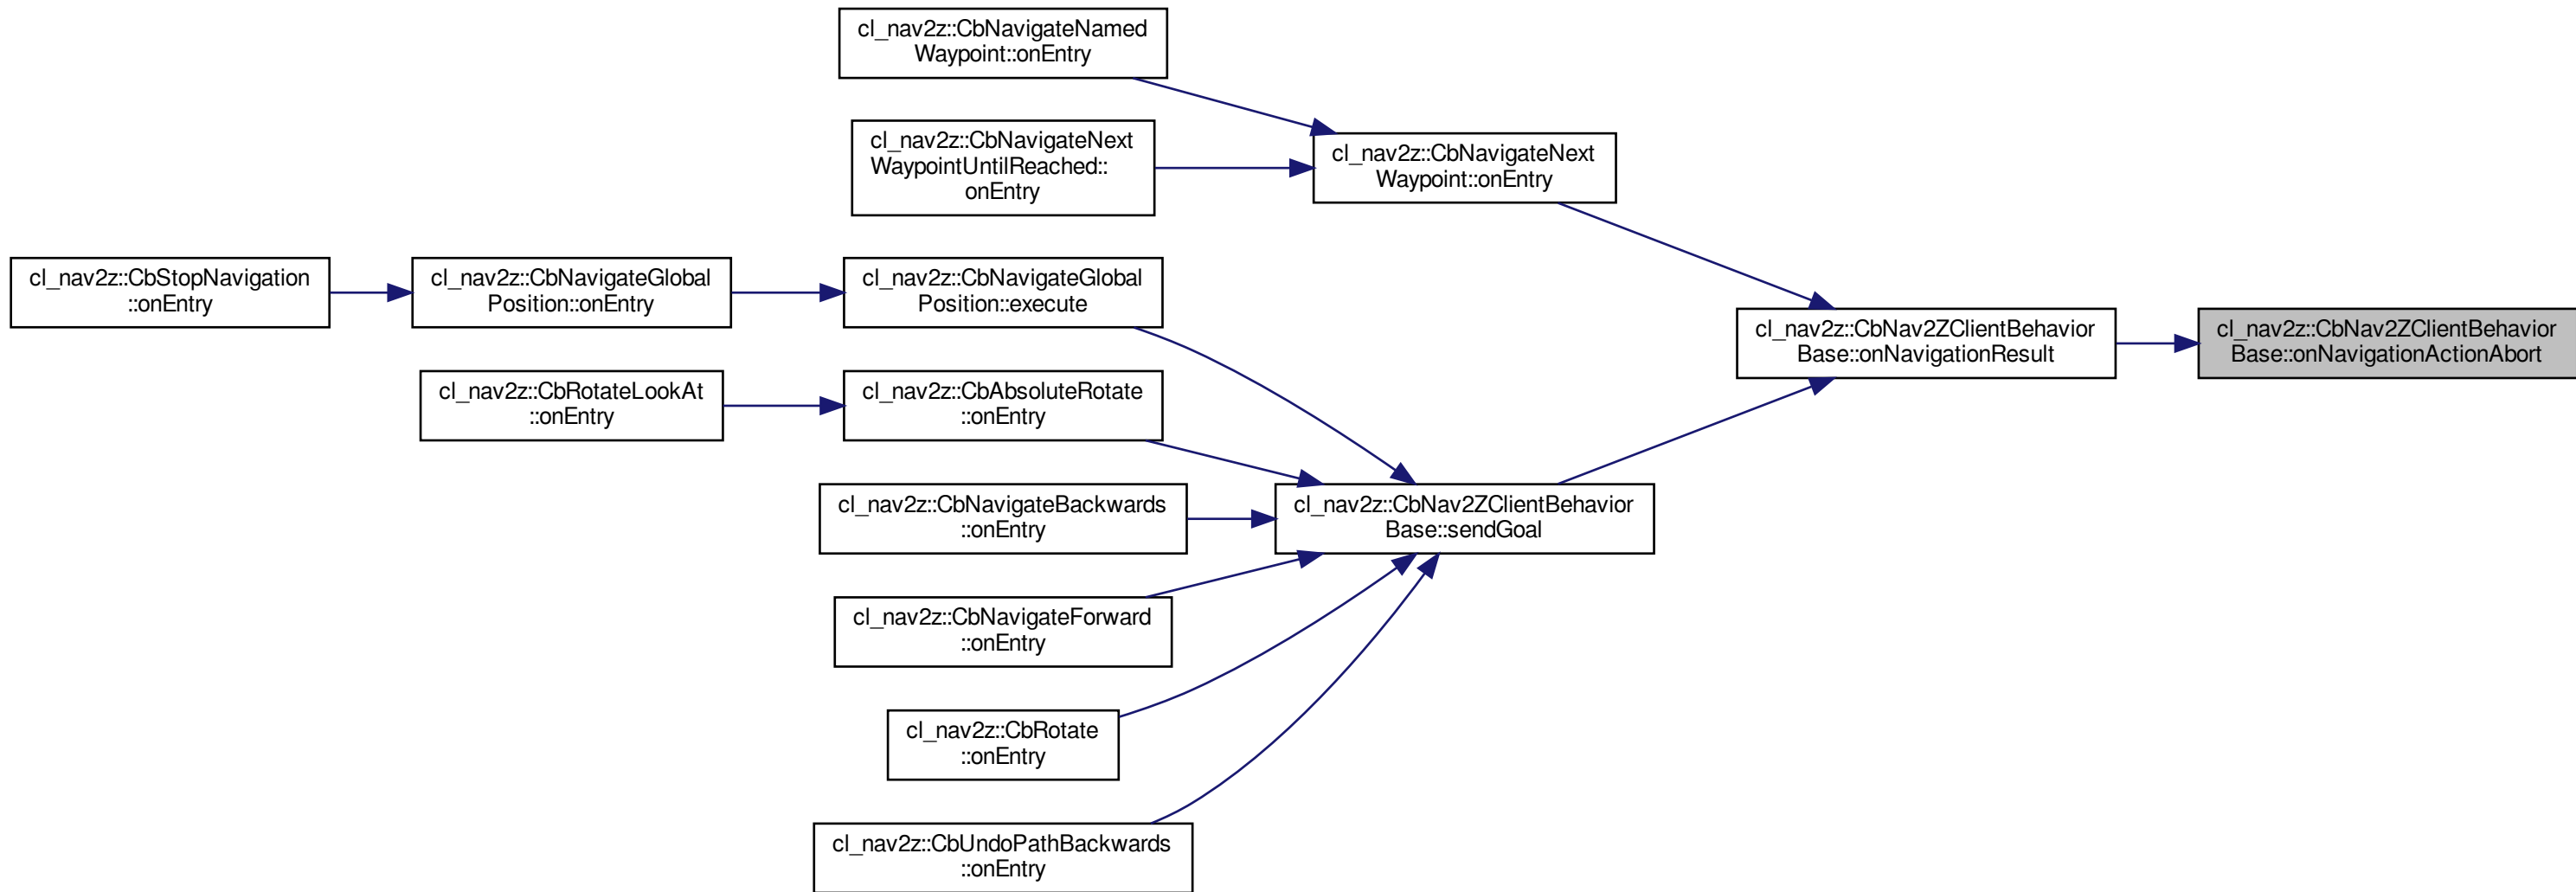 cl_nav2z::CbNavigateNamed
Waypoint::onEntry
cl_nav2z::CbNavigateNext
WaypointUntilReached::
onEntry
cl_nav2z::CbNavigateNext
Waypoint::onEntry
cl_nav2z::CbStopNavigation
::onEntry
cl_nav2z::CbNavigateGlobal
Position::onEntry
cl_nav2z::CbNavigateGlobal
Position::execute
cl_nav2z::CbNav2ZClientBehavior
Base::onNavigationResult
cl_nav2z::CbNav2ZClientBehavior
Base::onNavigationActionAbort
cl_nav2z::CbRotateLookAt
::onEntry
cl_nav2z::CbAbsoluteRotate
::onEntry
cl_nav2z::CbNavigateBackwards
::onEntry
cl_nav2z::CbNav2ZClientBehavior
Base::sendGoal
cl_nav2z::CbNavigateForward
::onEntry
cl_nav2z::CbRotate
::onEntry
cl_nav2z::CbUndoPathBackwards
::onEntry